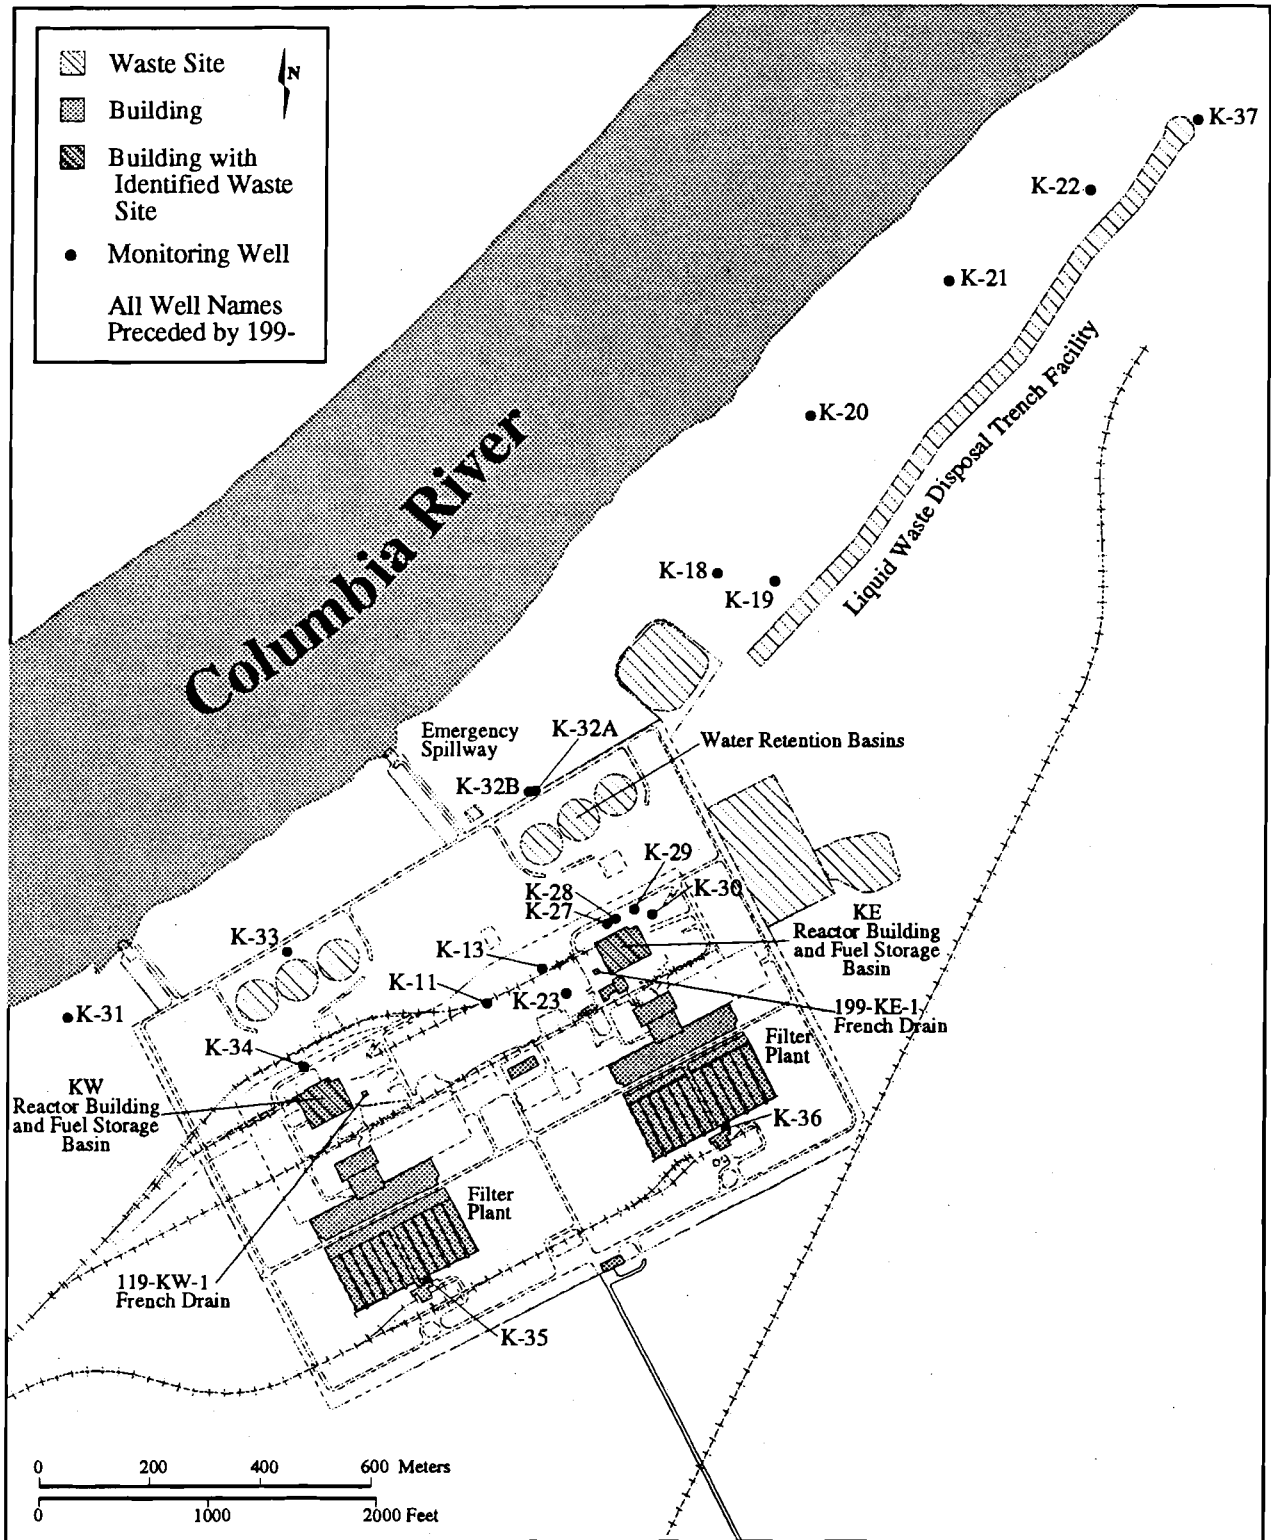 Waste Site
N
Building
Building with
Identified Waste
Site
Monitoring Well
All Well Names
Preceded by 199-
K-37
K-22
K-21
K-20
Liquid Waste Disposal Trench Facility
Columbia River
K-18
K-19
Emergency
Spillway
K-32A
K-32B
Water Retention Basins
K-29
K-28
K-27
K-30
KE
Reactor Building
and Fuel Storage
Basin
K-33
K-13
K-11
K-23
K-31
199-KE-1
French Drain
K-34
Filter
Plant
KW
Reactor Building
and Fuel Storage
Basin
K-36
Filter
Plant
119-KW-1
French Drain
K-35
0 200 400 600 Meters
0 1000 2000 Feet